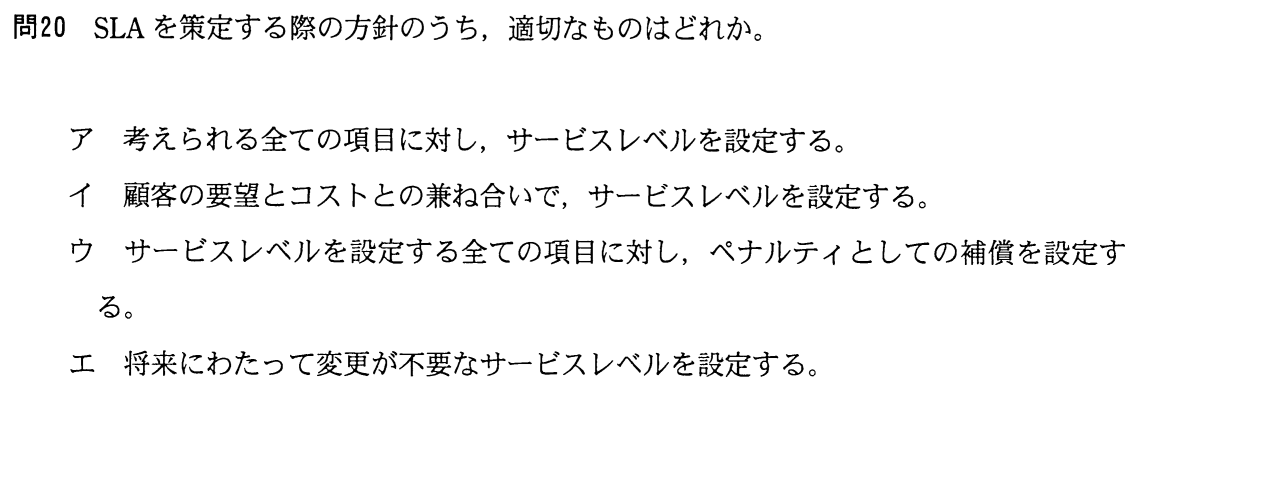 問20　SLAを策定する際の方針のうち，適切なものはどれか。
ア　考えられる全ての項目に対し，サービスレベルを設定する。
イ　顧客の要望とコストとの兼ね合いで，サービスレベルを設定する。
ウ　サービスレベルを設定する全ての項目に対し，ペナルティとしての補償を設定す
る。
エ　将来にわたって変更が不要なサービスレベルを設定する。